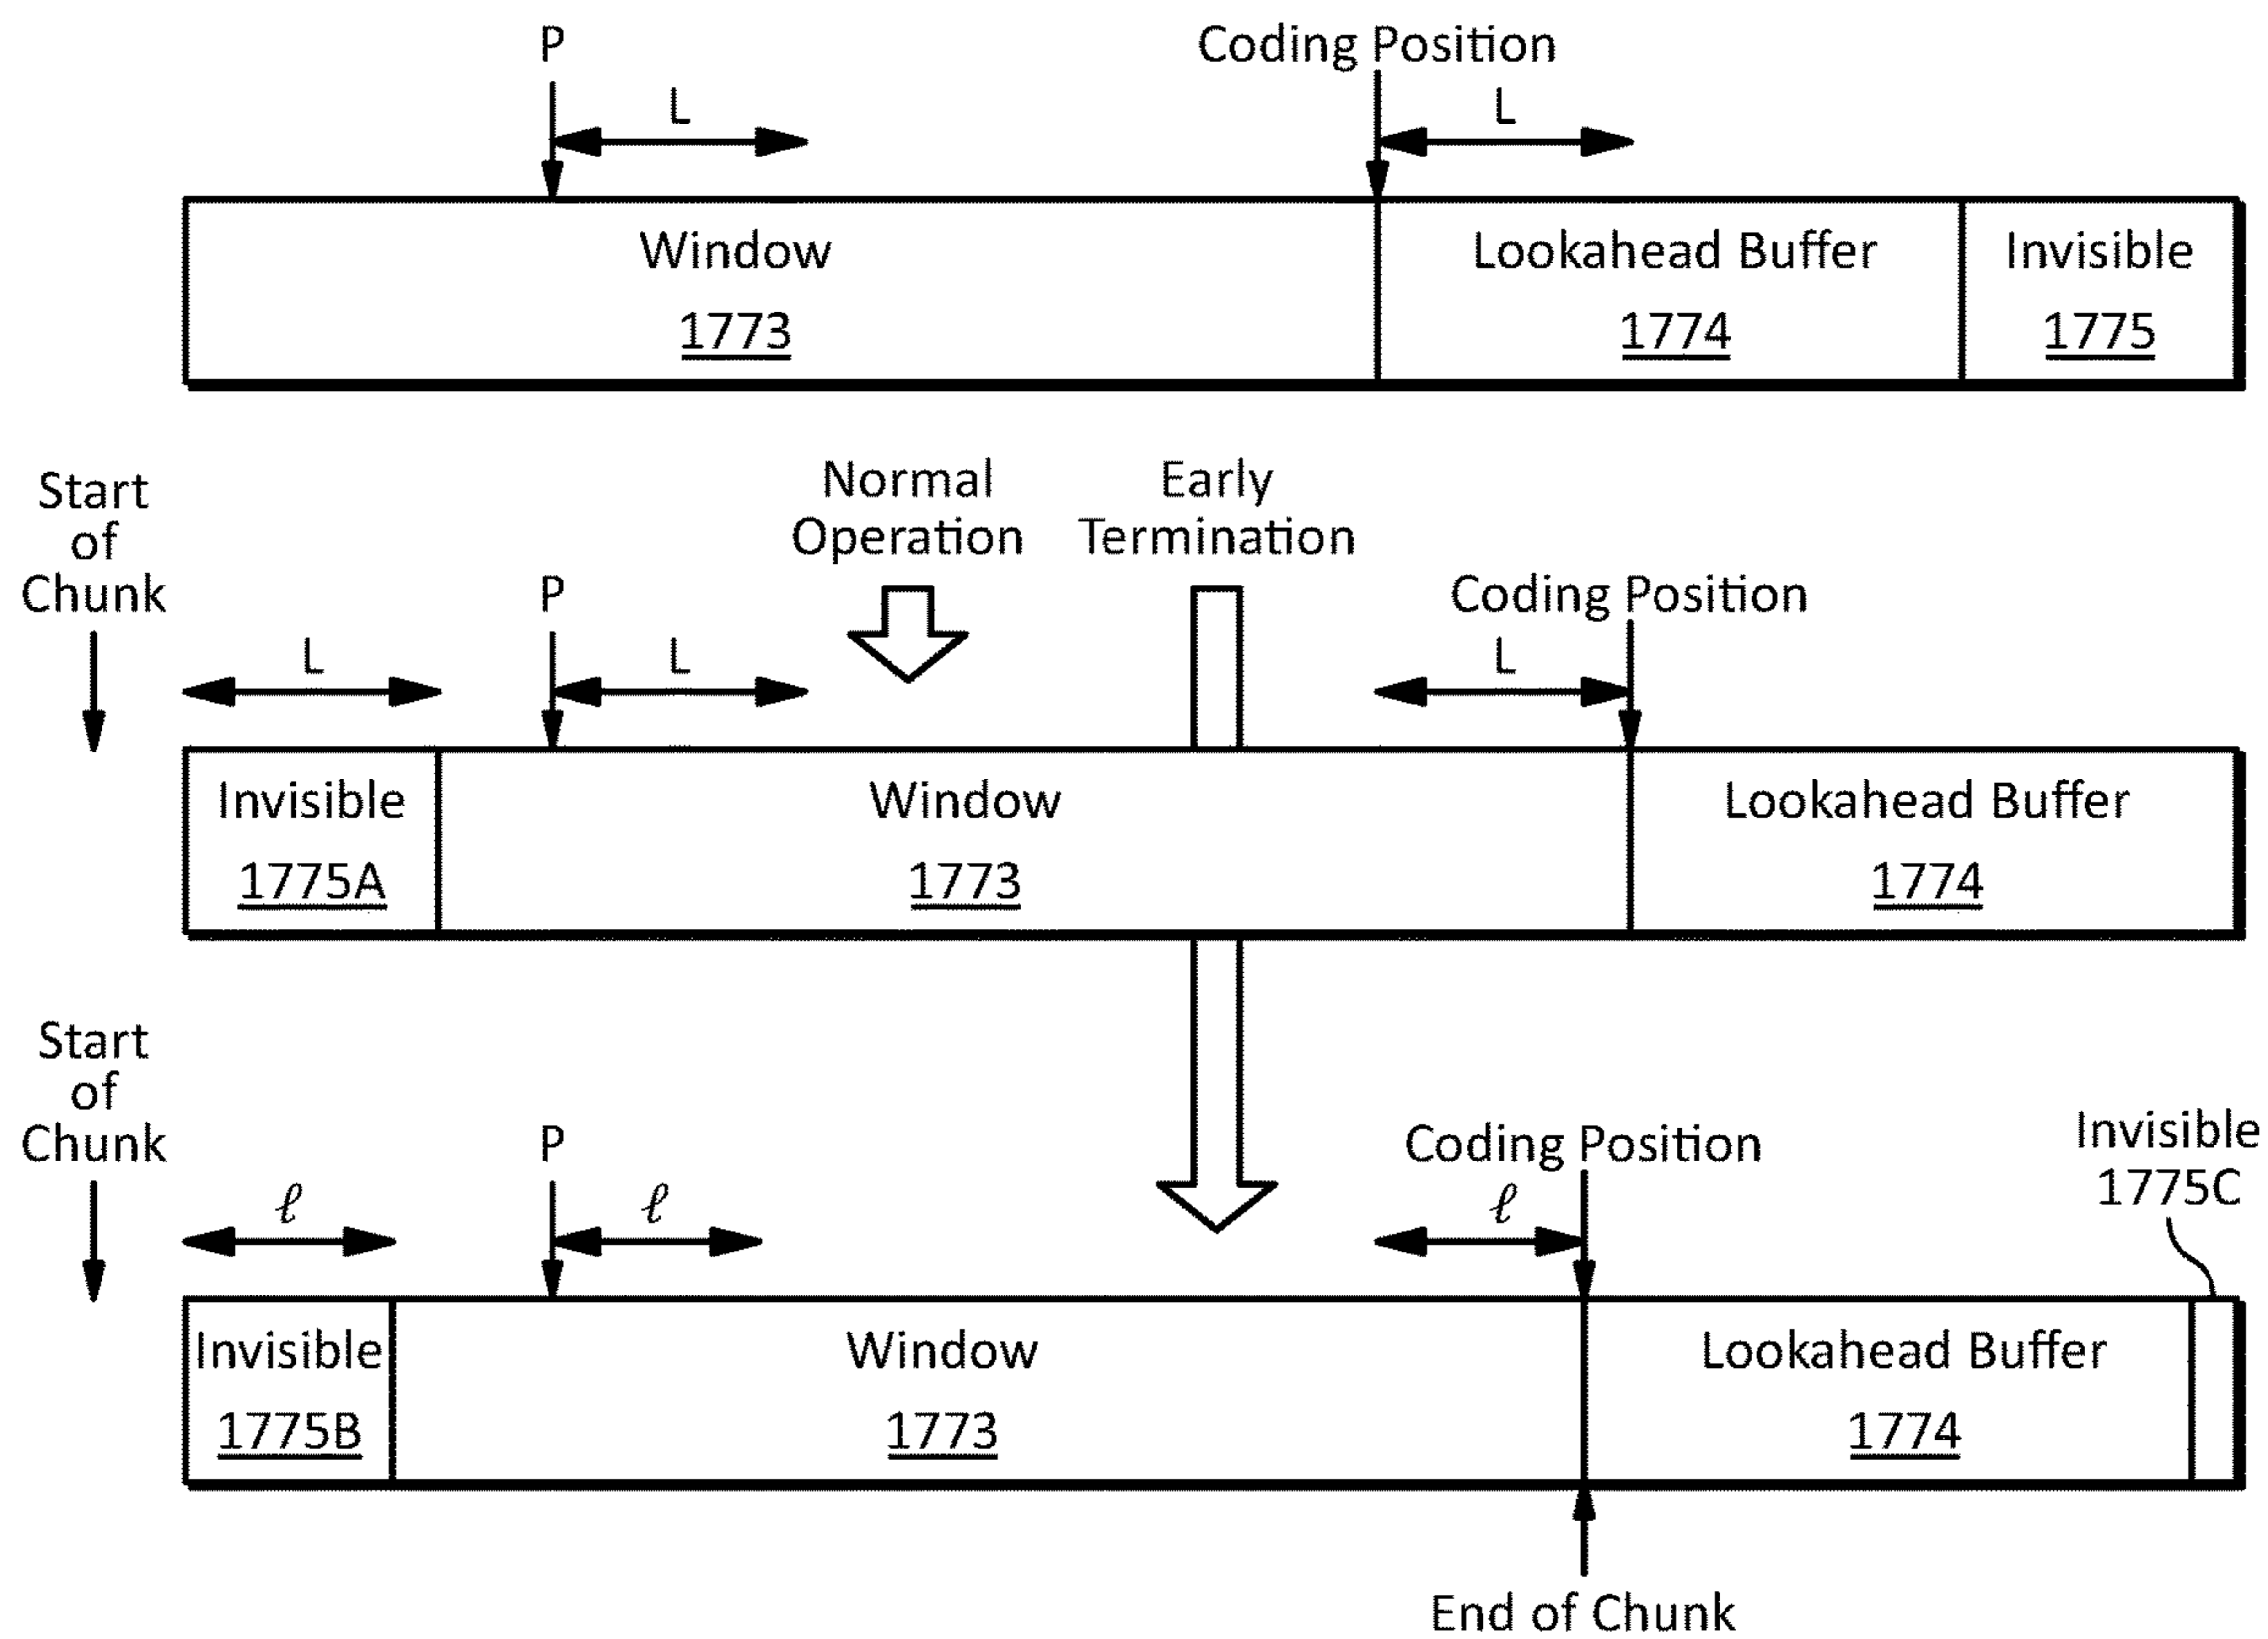 P
Coding Position
L
L
Window
Lookahead Buffer
Invisible
1773
1774
1775
Start
of
Chunk
Normal
Operation
Early
Termination
L
P
L
L
Coding Position
Invisible
Window
Lookahead Buffer
1775A
1773
1774
Start
of
Chunk
ℓ
P
ℓ
Coding Position
ℓ
Invisible
1775C
Invisible
Window
Lookahead Buffer
1775B
1773
1774
End of Chunk